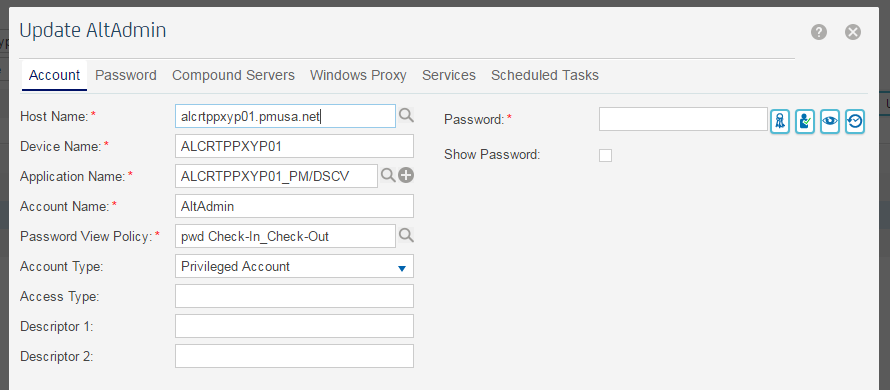 Update AltAdmin
Account Password Compound Servers Windows Proxy Services Scheduled Tasks
Host Name: * alcrtppxyp01.pmusa.net
Device Name: ALCRTPPXYP01
Application Name: * ALCRTPPXYP01_PM/DSCV
Account Name: * AltAdmin
Password View Policy: * pwd Check-In_Check-Out
Account Type: Privileged Account
Access Type:
Descriptor 1:
Descriptor 2:
Password: *
Show Password: